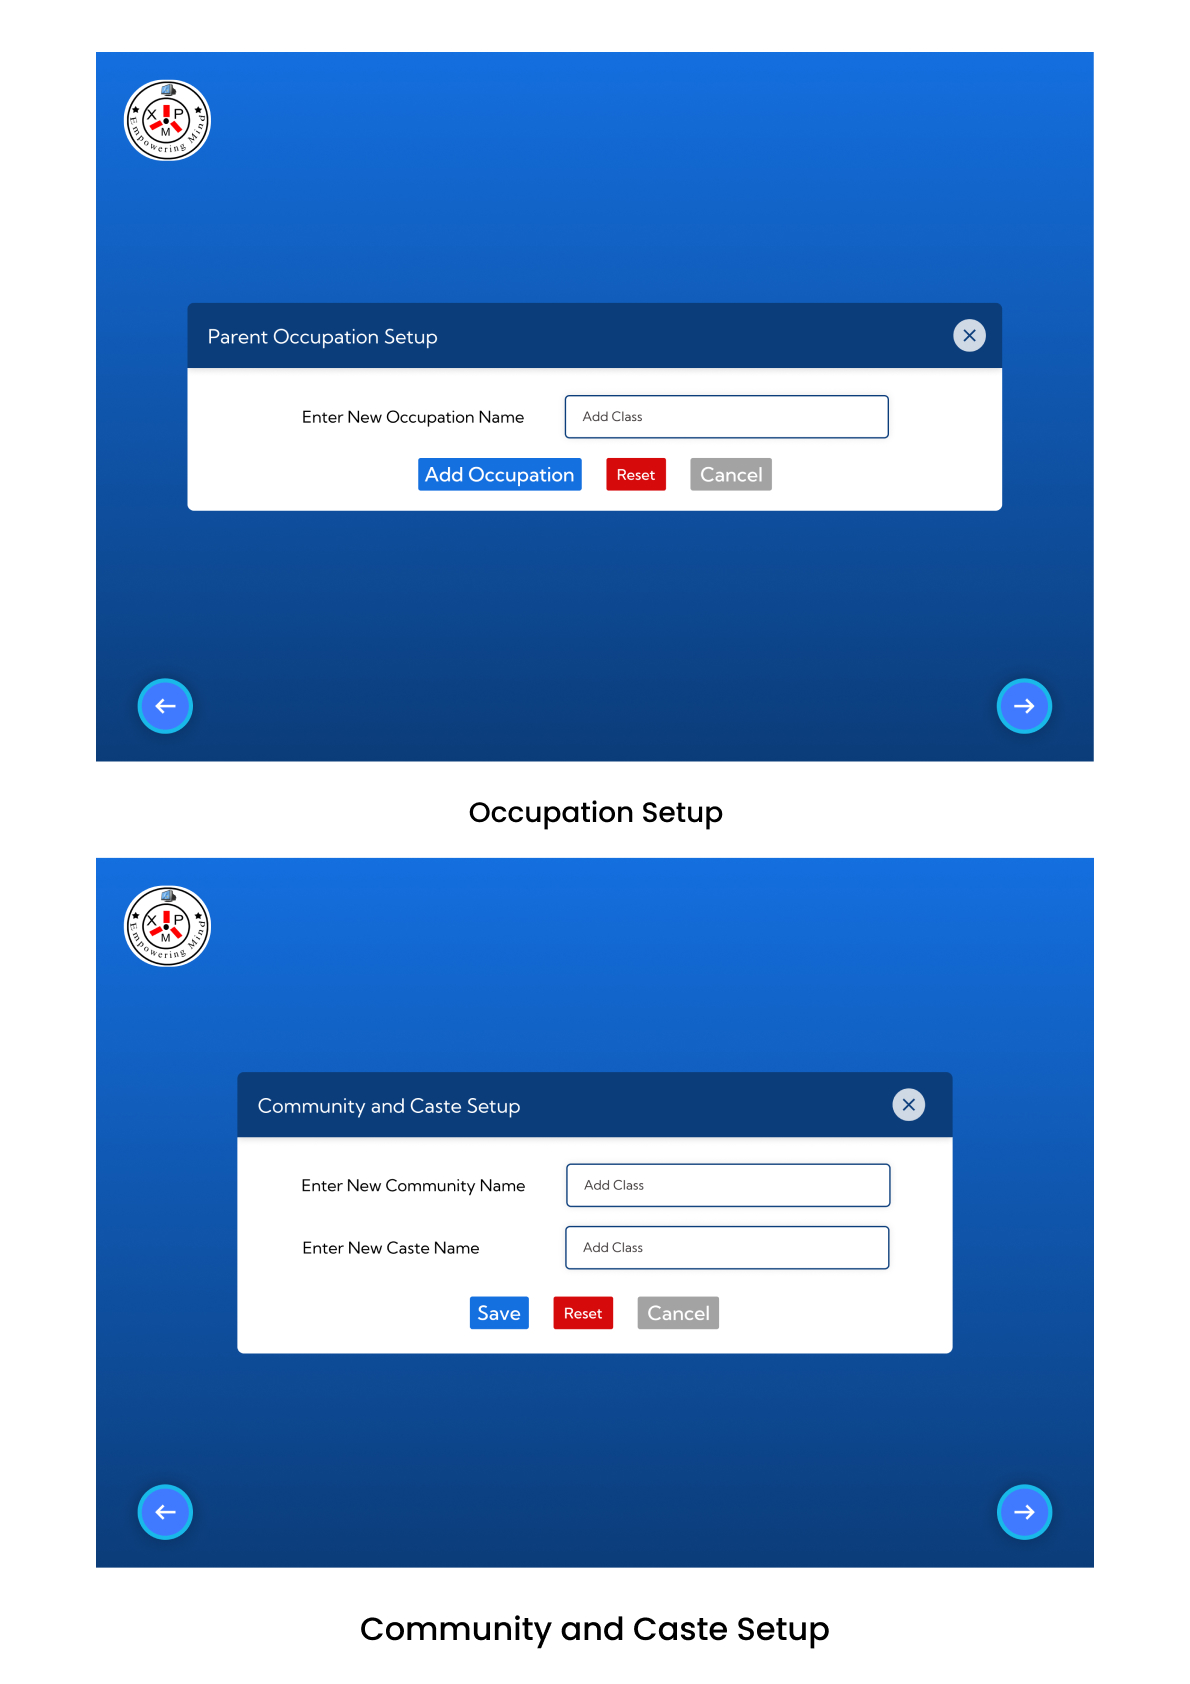 X P
M
Empowering Mind
Parent Occupation Setup
Enter New Occupation Name
Add Class
Add Occupation
Reset
Cancel
Occupation Setup
X P
M
Empowering Mind
Community and Caste Setup
Enter New Community Name
Add Class
Enter New Caste Name
Add Class
Save
Reset
Cancel
Community and Caste Setup